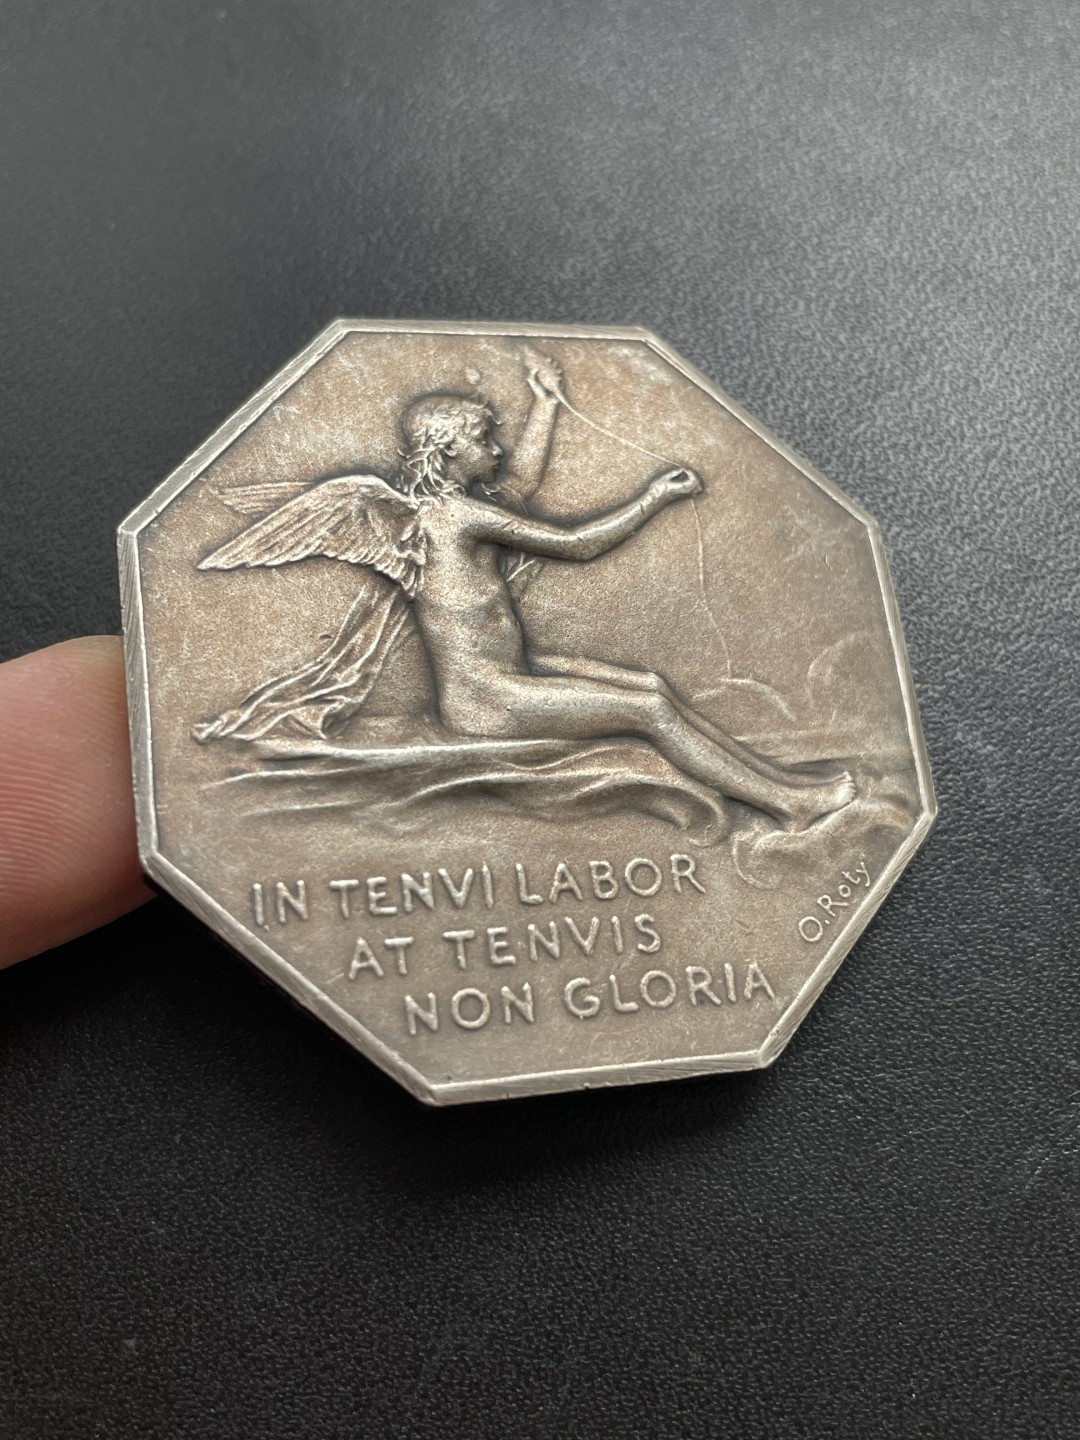 IN TENVI LABOR
AT TENVIS
NON GLORIA
O. Roty